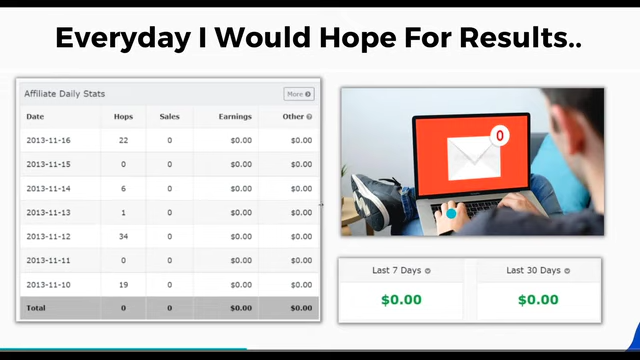 Everyday I Would Hope For Results..
Affiliate Daily Stats More
Date Hops Sales Earnings Other
2013-11-16 22 0 $0.00 $0.00
2013-11-15 0 0 $0.00 $0.00
2013-11-14 6 0 $0.00 $0.00
2013-11-13 1 0 $0.00 $0.00
2013-11-12 34 0 $0.00 $0.00
2013-11-11 0 0 $0.00 $0.00
2013-11-10 19 0 $0.00 $0.00
Total 0 0 $0.00 $0.00
0
Last 7 Days Last 30 Days
$0.00 $0.00